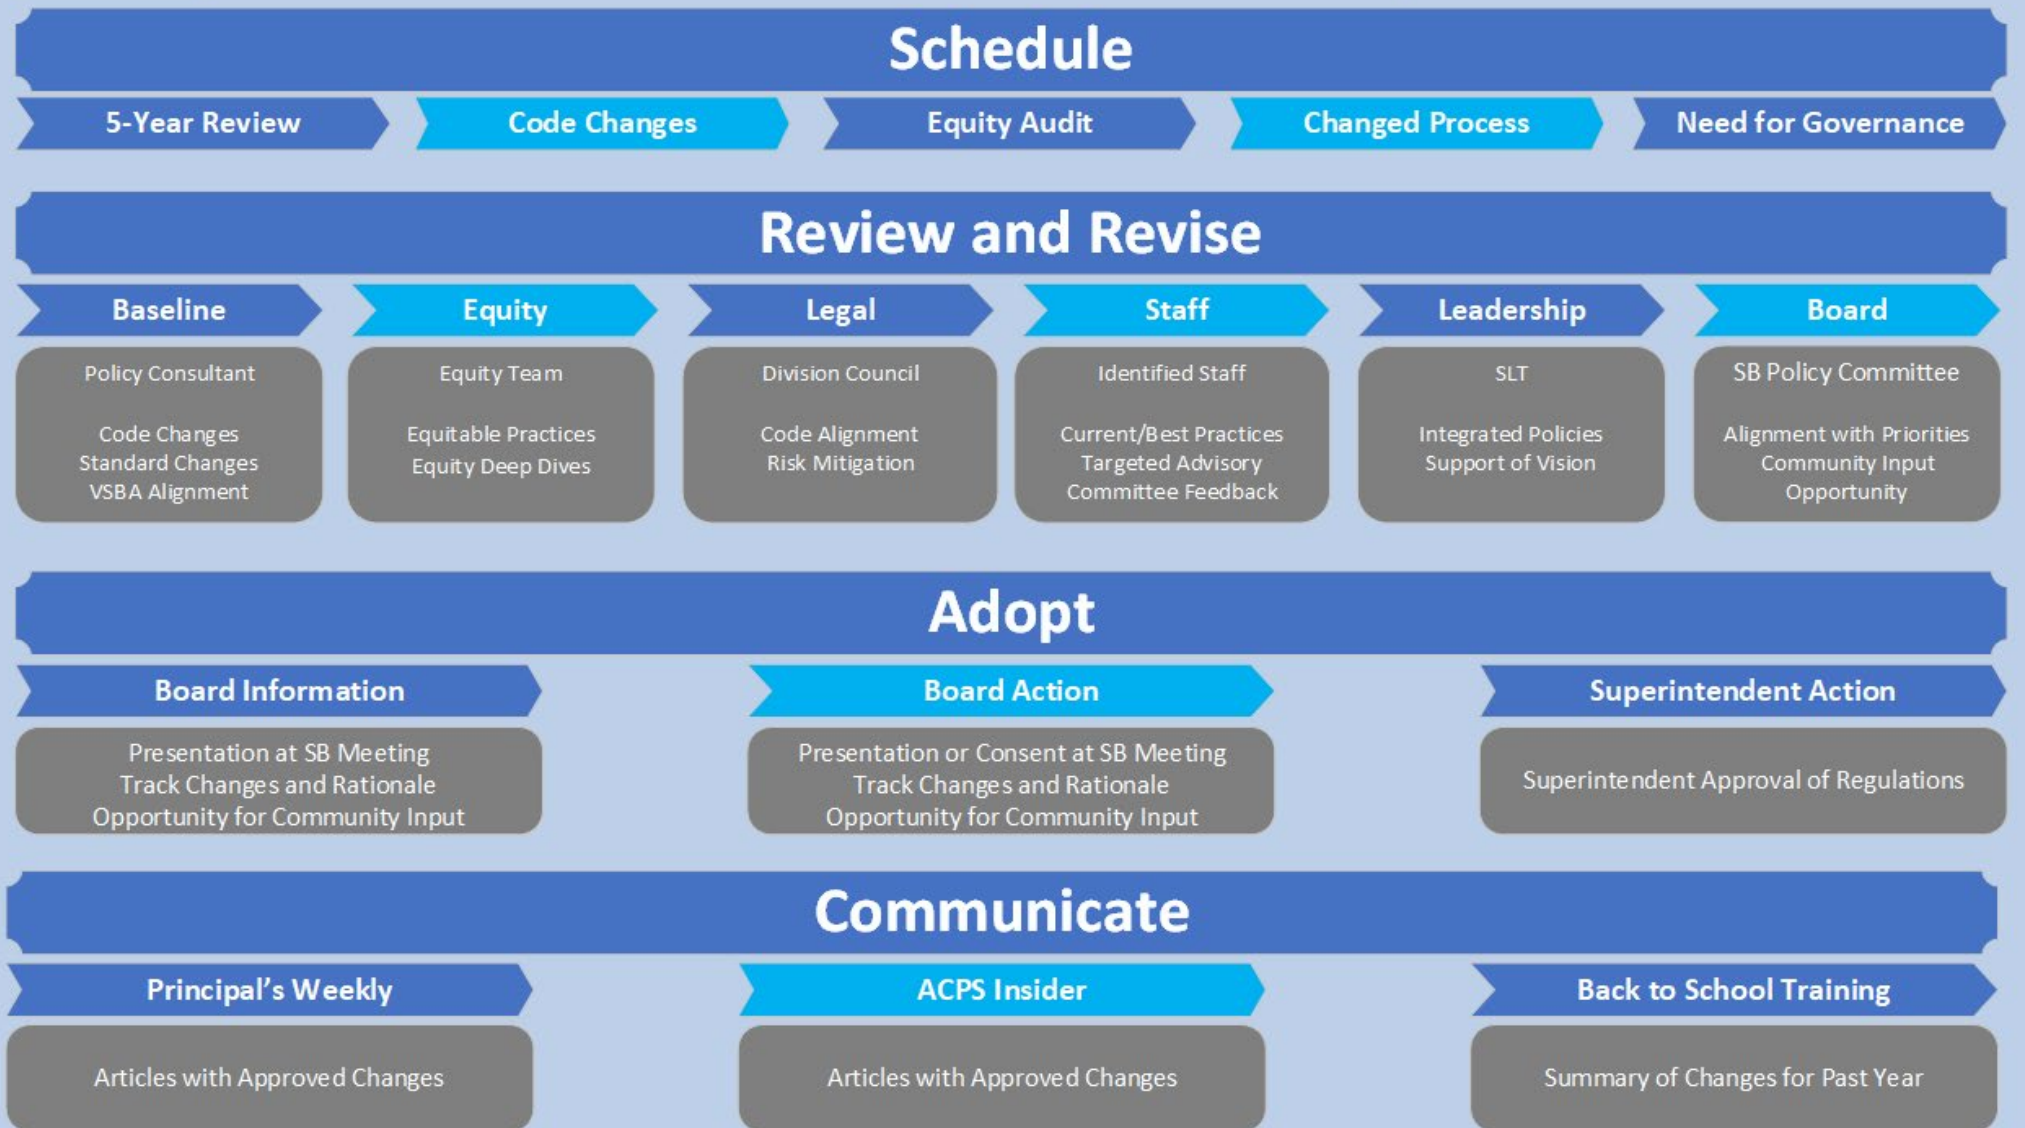 Schedule
5-Year Review
Code Changes
Equity Audit
Changed Process
Need for Governance
Review and Revise
Baseline
Equity
Legal
Staff
Leadership
Board
Policy Consultant
Code Changes
Standard Changes
VSBA Alignment
Equity Team
Equitable Practices
Equity Deep Dives
Division Council
Code Alignment
Risk Mitigation
Identified Staff
Current/Best Practices
Targeted Advisory
Committee Feedback
SLT
Integrated Policies
Support of Vision
SB Policy Committee
Alignment with Priorities
Community Input
Opportunity
Adopt
Board Information
Board Action
Superintendent Action
Presentation at SB Meeting
Track Changes and Rationale
Opportunity for Community Input
Presentation or Consent at SB Meeting
Track Changes and Rationale
Opportunity for Community Input
Superintendent Approval of Regulations
Communicate
Principal's Weekly
ACPS Insider
Back to School Training
Articles with Approved Changes
Articles with Approved Changes
Summary of Changes for Past Year